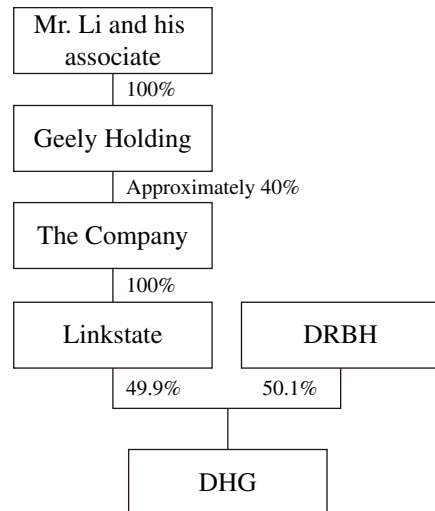 Mr. Li and his
associate
100%
Geely Holding
Approximately 40%
The Company
100%
Linkstate
DRBH
49.9%
50.1%
DHG